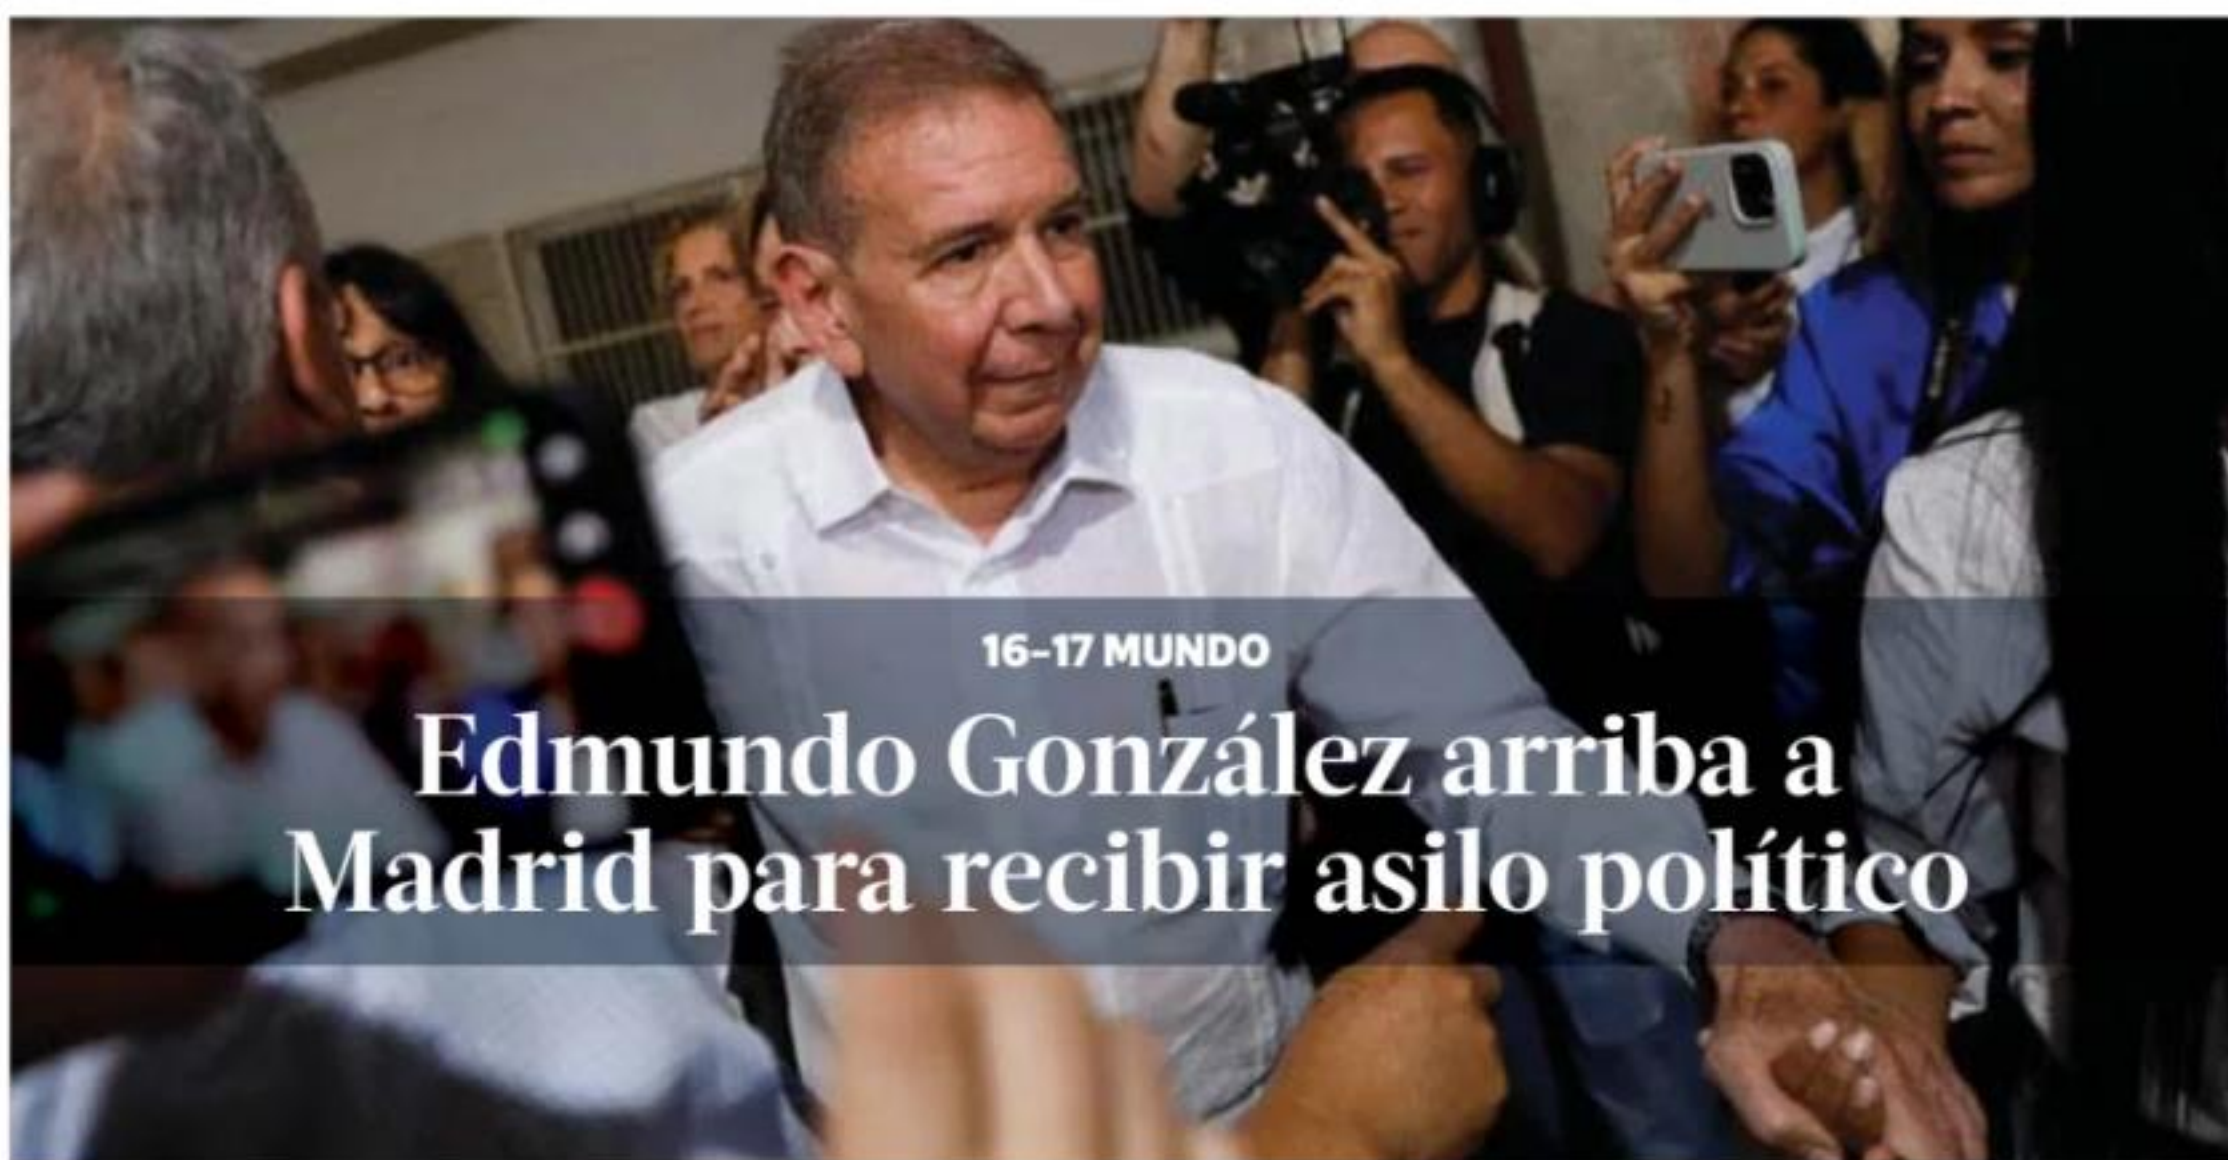 16-17 MUNDO
Edmundo González arriba a
Madrid para recibir asilo político